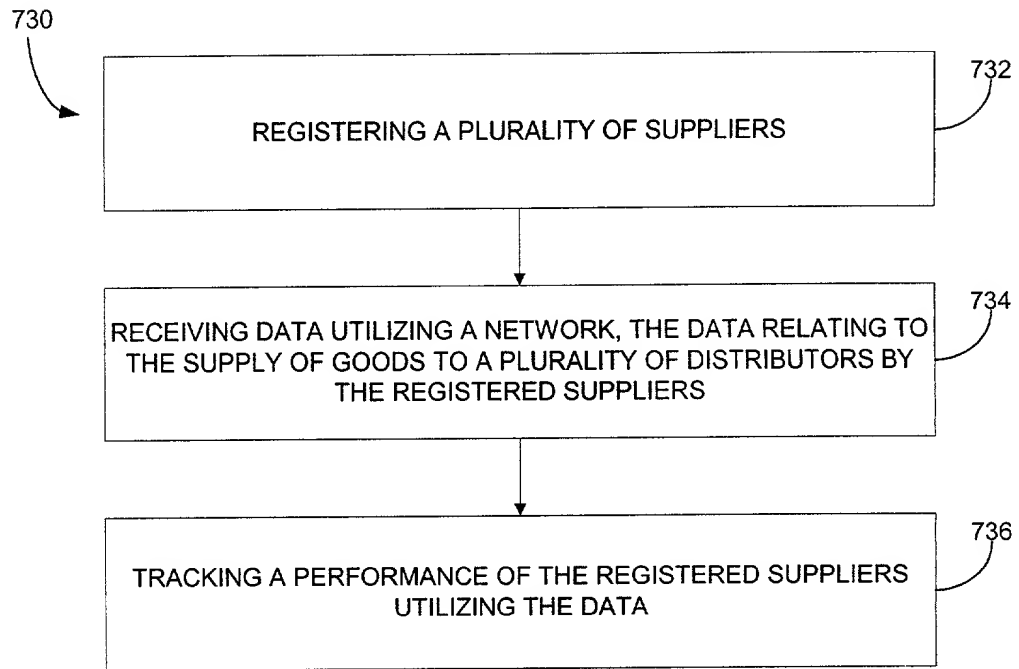 730
732
REGISTERING A PLURALITY OF SUPPLIERS
734
RECEIVING DATA UTILIZING A NETWORK, THE DATA RELATING TO
THE SUPPLY OF GOODS TO A PLURALITY OF DISTRIBUTORS BY
THE REGISTERED SUPPLIERS
736
TRACKING A PERFORMANCE OF THE REGISTERED SUPPLIERS
UTILIZING THE DATA